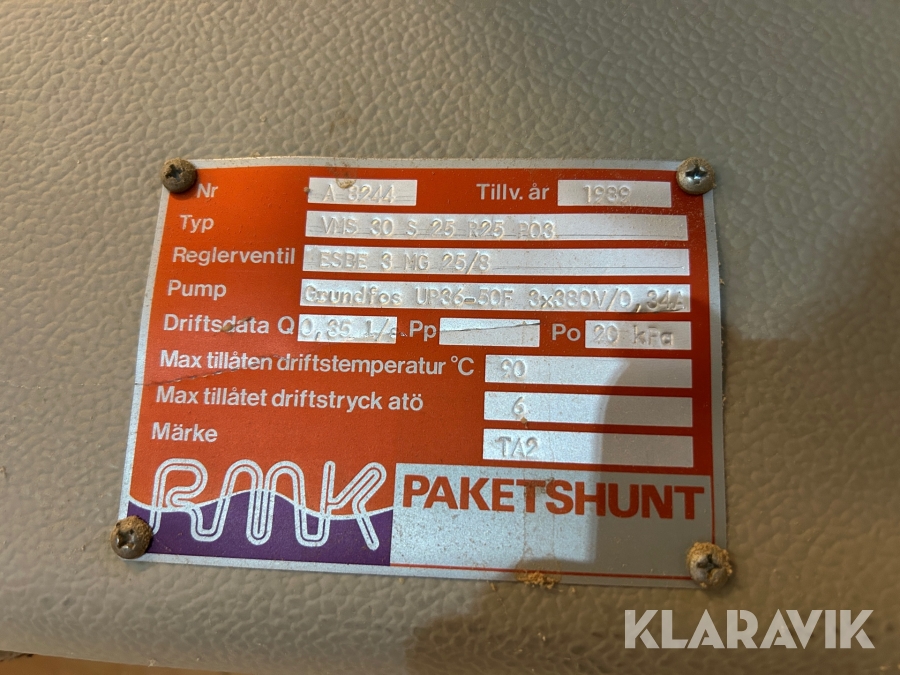 Nr A 8244 Tillv. år 1989
Typ VMS 30 S 25 R25 P03
Reglerventil ESBE 3 MG 25/8
Pump Grundfos UP36-50F 3x380V/0,34A
Driftsdata Q 0,35 l/s Pp Po 20 kPa
Max tillåten driftstemperatur °C 90
Max tillåtet driftstryck atö 6
Märke TA2
RMK PAKETSHUNT
KLARAVIK